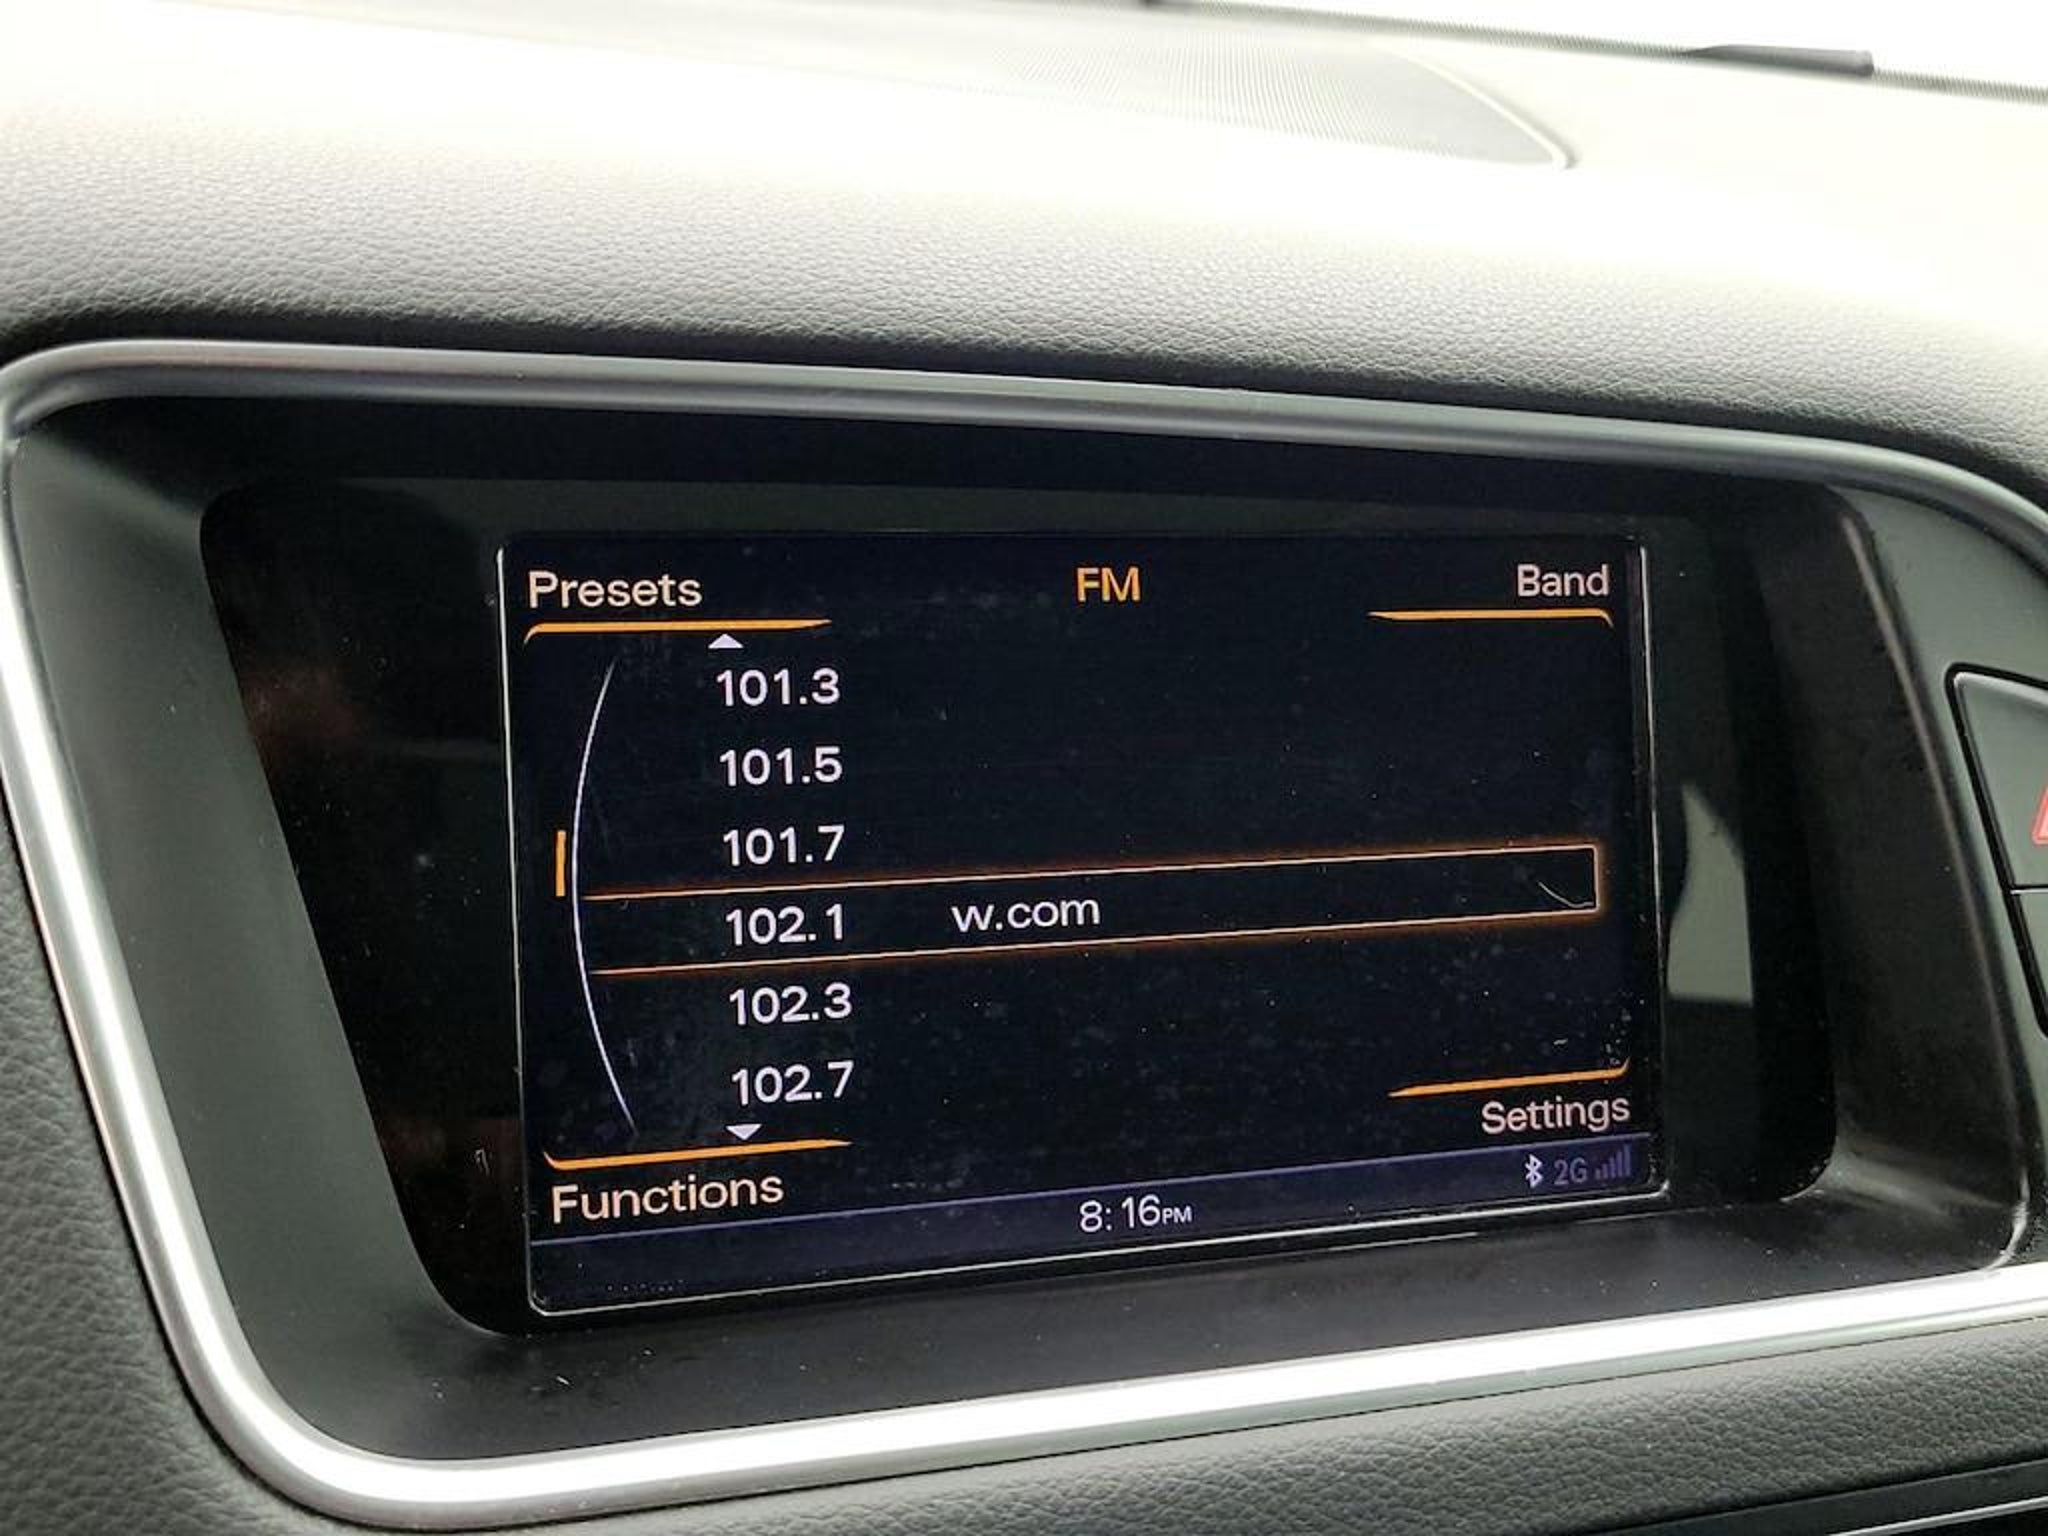 Presets FM Band
101.3
101.5
101.7
102.1 w.com
102.3
102.7
Settings
Functions
8:16PM
2G